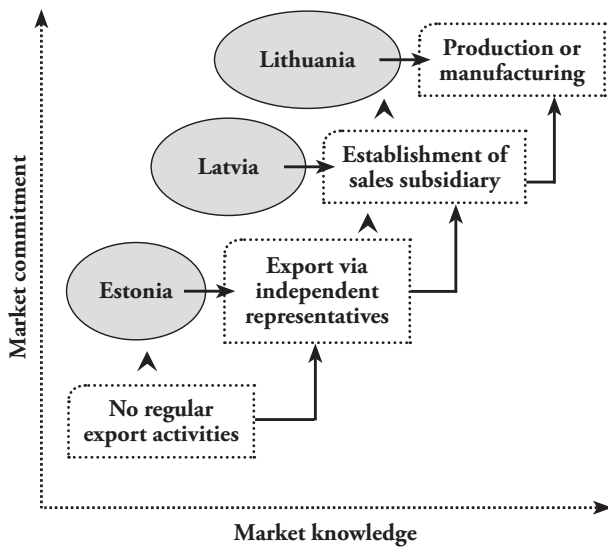 Lithuania
Production or
manufacturing
Latvia
Establishment of
sales subsidiary
Estonia
Export via
independent
representatives
No regular
export activities
Market commitment
Market knowledge